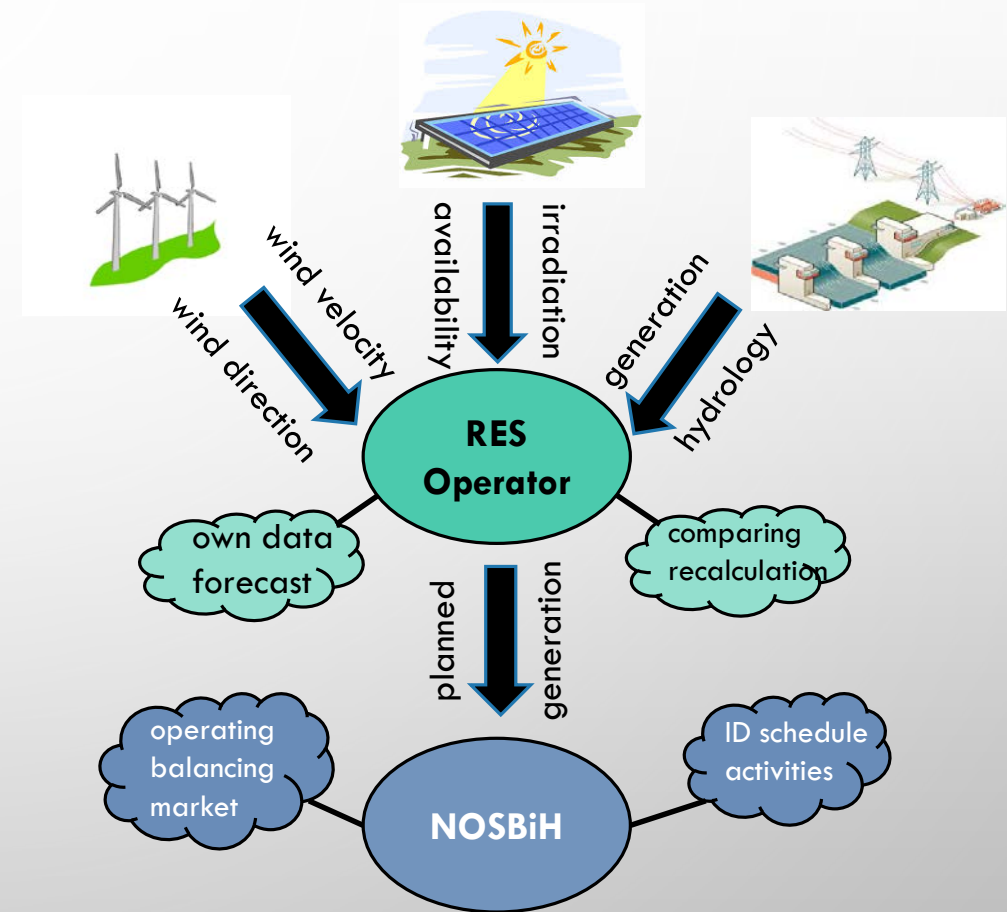 availability
irradiation
wind velocity
wind direction
generation
hydrology
RES
Operator
own data
forecast
comparing
recalculation
planned
generation
operating
balancing
market
ID schedule
activities
NOSBiH